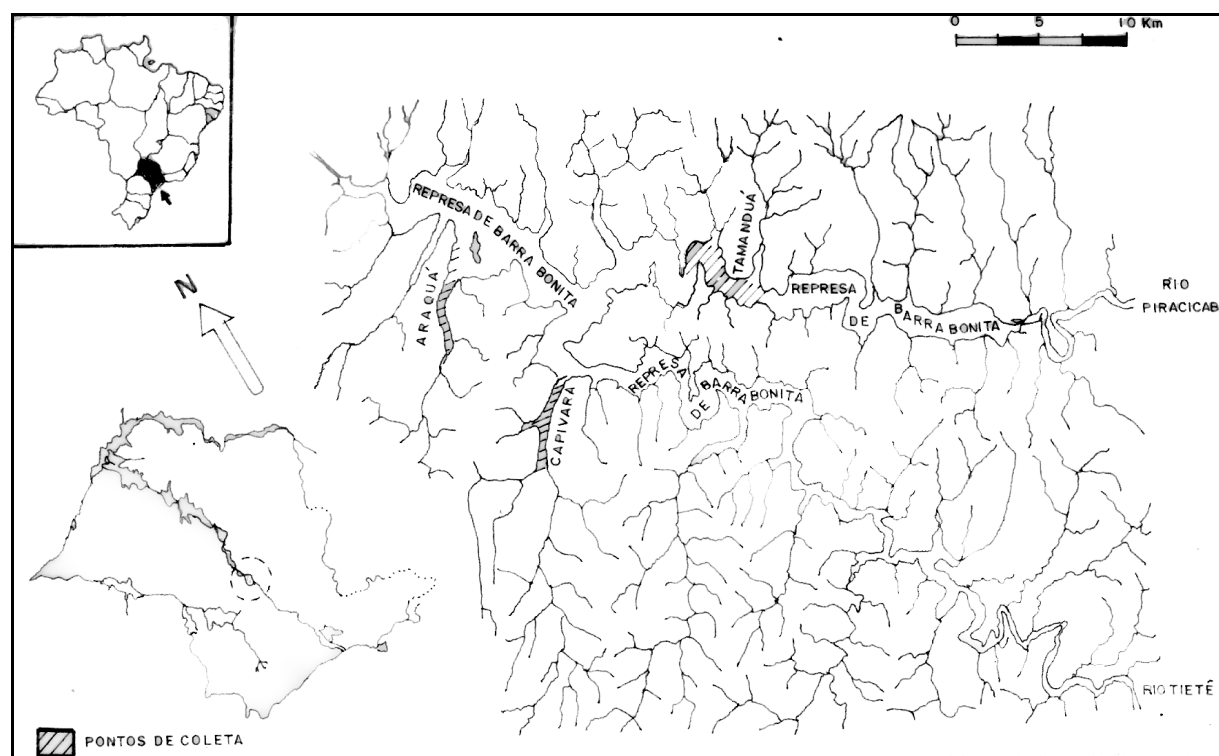 0 5 10 Km
N
REPRESA DE BARRA BONITA
ARAQUÁ
TAMANDUÁ
REPRESA
DE
BARRA BONITA
RIO
PIRACICAB
REPRESA
DE
BARRA BONITA
CAPIVARA
RIO TIETÊ
PONTOS DE COLETA